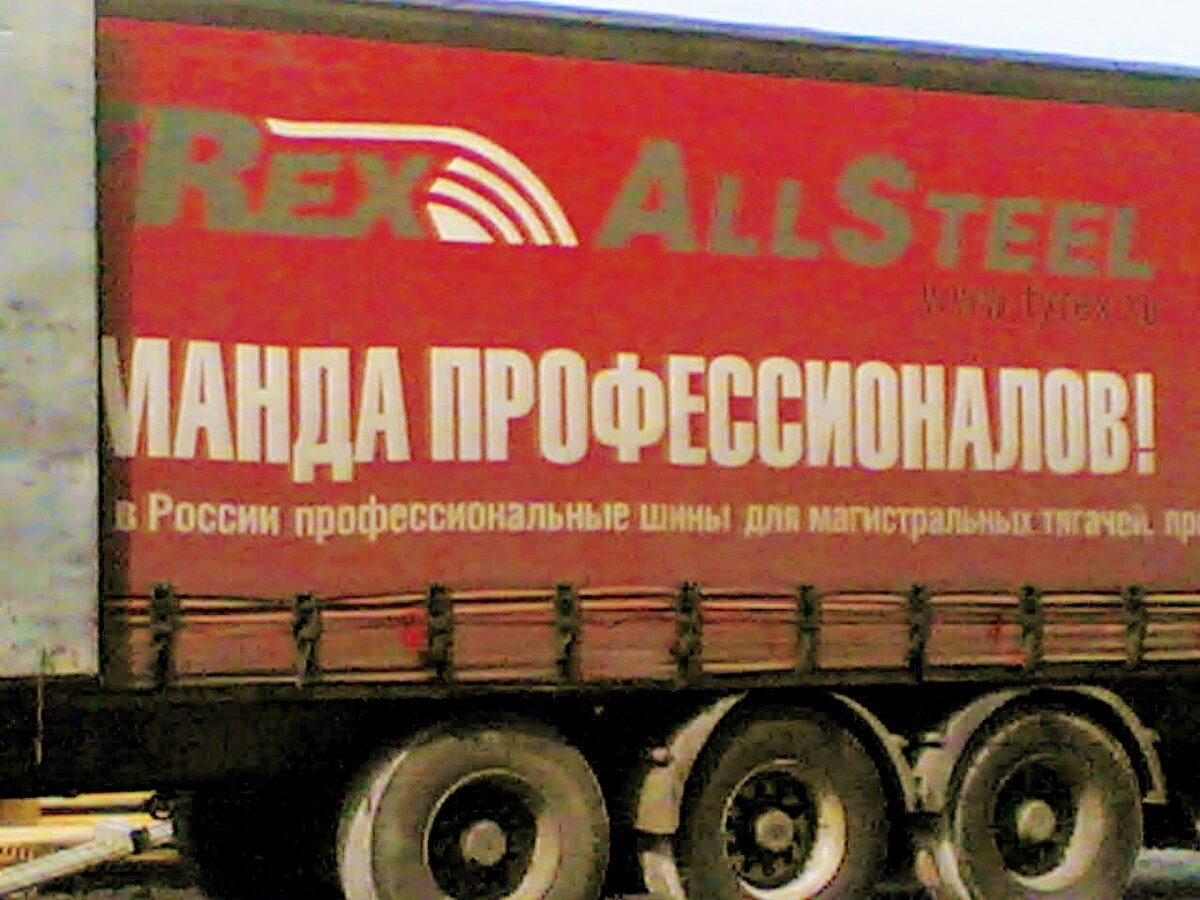 REX ALLSTEEL
www.tyrex.ru
МАНДА ПРОФЕССИОНАЛОВ!
в России профессиональные шины для магистральных тягачей. пр